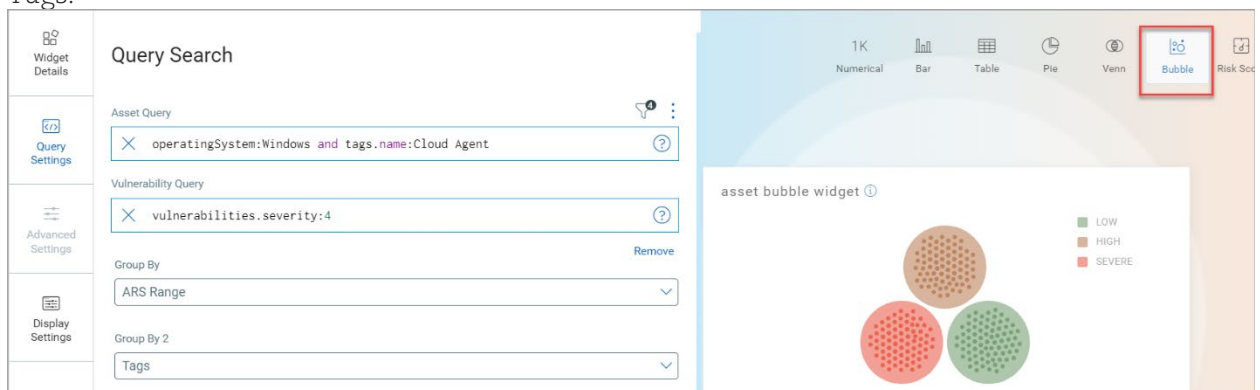 Tags:
Widget
Details
Query Search
1K
Numerical
Bar
Table
Pie
Venn
Bubble
Risk Sco
Asset Query
4
operatingSystem:Windows and tags.name:Cloud Agent
?
Query
Settings
Vulnerability Query
vulnerabilities.severity:4
?
Remove
Advanced
Settings
Group By
ARS Range
Display
Settings
Group By 2
Tags
asset bubble widget
LOW
HIGH
SEVERE